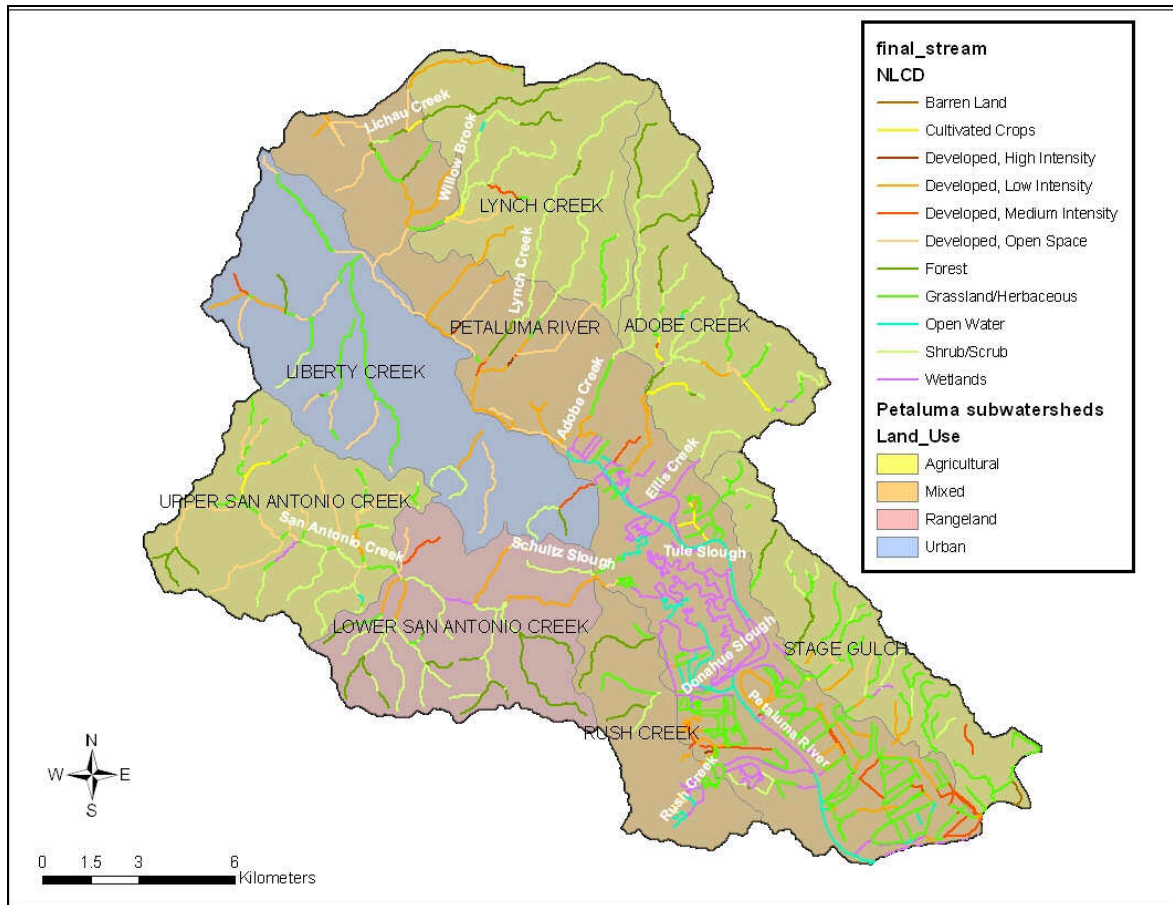 final_stream
NLCD
Barren Land
Cultivated Crops
Developed, High Intensity
Developed, Low Intensity
Developed, Medium Intensity
Developed, Open Space
Forest
Grassland/Herbaceous
Open Water
Shrub/Scrub
Wetlands
Petaluma subwatersheds
Land_Use
Agricultural
Mixed
Rangeland
Urban
Lichau Creek
Willow Brook
LYNCH CREEK
Lynch Creek
PETALUMA RIVER
ADOBE CREEK
LIBERTY CREEK
Adobe Creek
Ellis Creek
UPPER SAN ANTONIO CREEK
San Antonio Creek
Schultz Slough
Tule Slough
LOWER SAN ANTONIO CREEK
STAGE GULCH
Donahue Slough
Petaluma River
RUSH CREEK
Rush Creek
N
W E
S
0 1.5 3 6
Kilometers